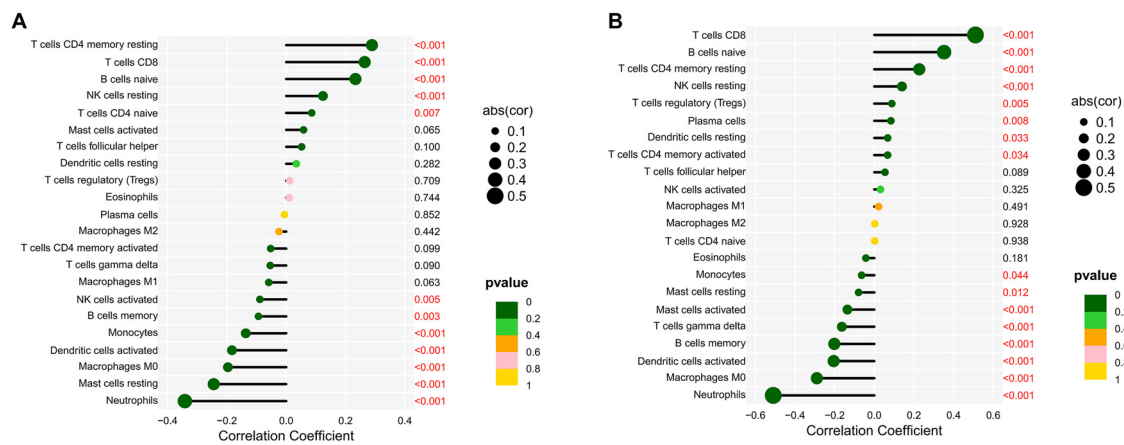 A
T cells CD4 memory resting <0.001
T cells CD8 <0.001
B cells naive <0.001
NK cells resting <0.001
T cells CD4 naive 0.007
Mast cells activated 0.065
T cells follicular helper 0.100
Dendritic cells resting 0.282
T cells regulatory (Tregs) 0.709
Eosinophils 0.744
Plasma cells 0.852
Macrophages M2 0.442
T cells CD4 memory activated 0.099
T cells gamma delta 0.090
Macrophages M1 0.063
NK cells activated 0.005
B cells memory 0.003
Monocytes <0.001
Dendritic cells activated <0.001
Macrophages M0 <0.001
Mast cells resting <0.001
Neutrophils <0.001
−0.4 −0.2 0.0 0.2 0.4
Correlation Coefficient
abs(cor)
0.1
0.2
0.3
0.4
0.5
pvalue
0
0.2
0.4
0.6
0.8
1
B
T cells CD8 <0.001
B cells naive <0.001
T cells CD4 memory resting <0.001
NK cells resting <0.001
T cells regulatory (Tregs) 0.005
Plasma cells 0.008
Dendritic cells resting 0.033
T cells CD4 memory activated 0.034
T cells follicular helper 0.089
NK cells activated 0.325
Macrophages M1 0.491
Macrophages M2 0.928
T cells CD4 naive 0.938
Eosinophils 0.181
Monocytes 0.044
Mast cells resting 0.012
Mast cells activated <0.001
T cells gamma delta <0.001
B cells memory <0.001
Dendritic cells activated <0.001
Macrophages M0 <0.001
Neutrophils <0.001
−0.6 −0.4 −0.2 0.0 0.2 0.4 0.6
Correlation Coefficient
abs(cor)
0.1
0.2
0.3
0.4
0.5
pvalue
0
1